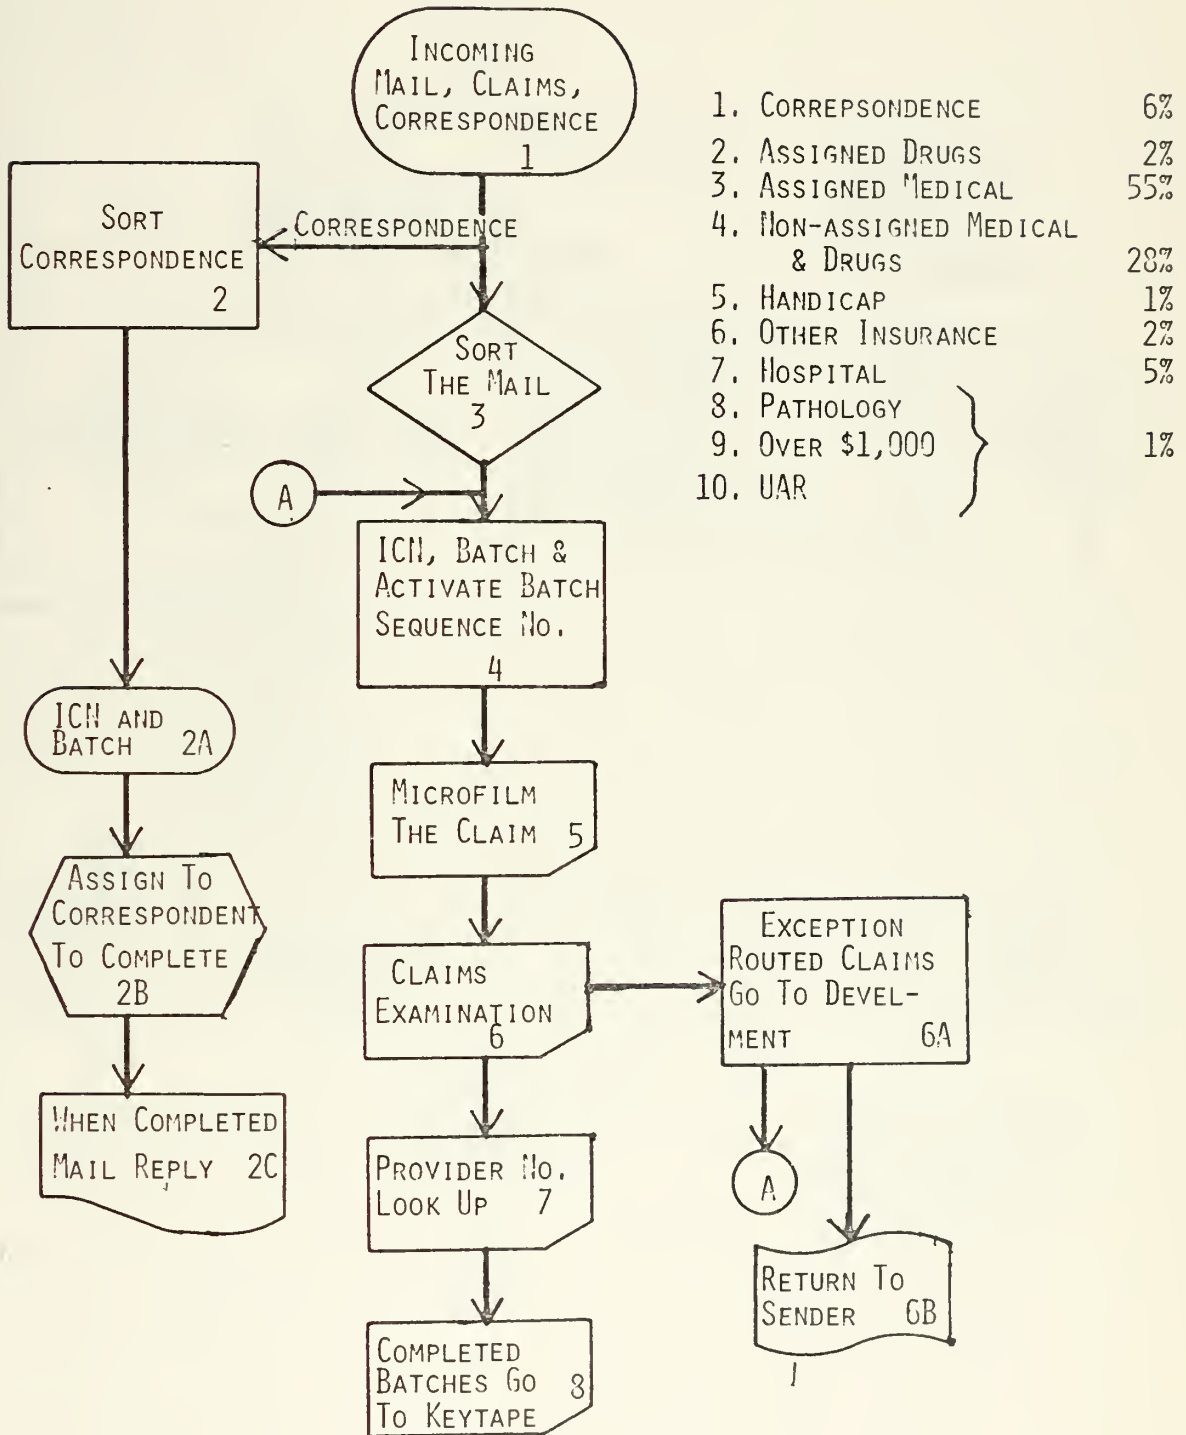 INCOMING
MAIL, CLAIMS,
CORRESPONDENCE
1
CORRESPONDENCE
SORT
CORRESPONDENCE
2
SORT
THE MAIL
3
A
ICN, BATCH &
ACTIVATE BATCH
SEQUENCE NO.
4
ICN AND
BATCH 2A
MICROFILM
THE CLAIM 5
ASSIGN TO
CORRESPONDENT
TO COMPLETE
2B
CLAIMS
EXAMINATION
6
EXCEPTION
ROUTED CLAIMS
GO TO DEVEL-
MENT 6A
WHEN COMPLETED
MAIL REPLY 2C
PROVIDER NO.
LOOK UP 7
A
RETURN TO
SENDER 6B
COMPLETED
BATCHES GO 8
TO KEYTAPE
1. CORREPSONDENCE 6%
2. ASSIGNED DRUGS 2%
3. ASSIGNED MEDICAL 55%
4. NON-ASSIGNED MEDICAL
& DRUGS 28%
5. HANDICAP 1%
6. OTHER INSURANCE 2%
7. HOSPITAL 5%
8. PATHOLOGY
9. OVER $1,000 1%
10. UAR